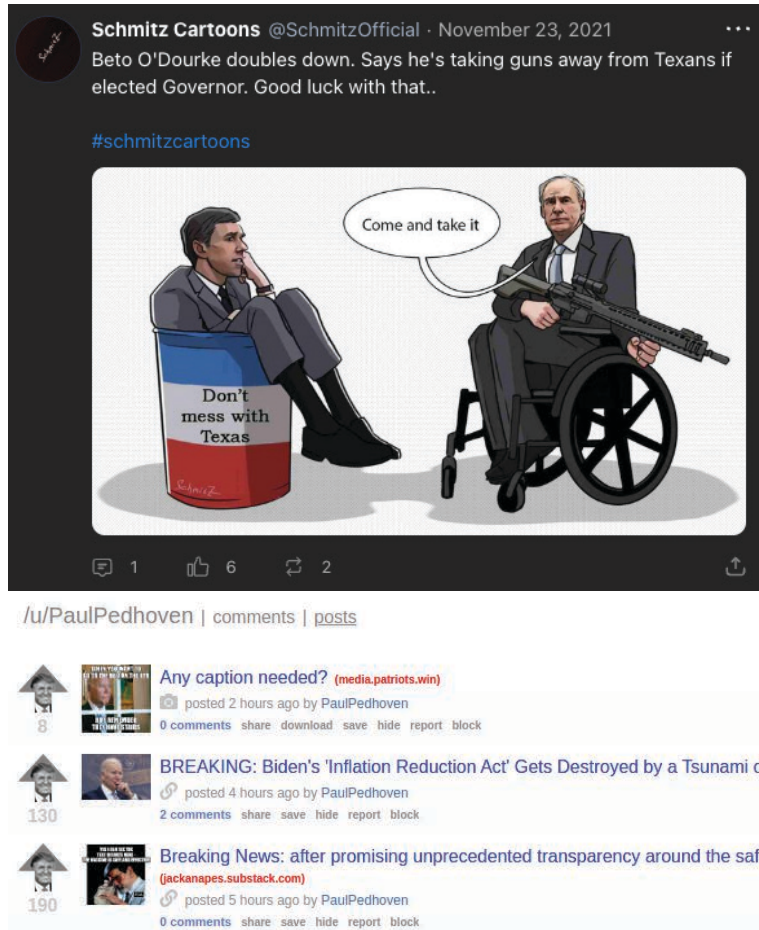 Schmitz Cartoons @SchmitzOfficial · November 23, 2021
Beto O'Dourke doubles down. Says he's taking guns away from Texans if
elected Governor. Good luck with that..
#schmitzcartoons
Come and take it
Don't
mess with
Texas
SchmitZ
1 6 2
/u/PaulPedhoven | comments | posts
Any caption needed? (media.patriots.win)
posted 2 hours ago by PaulPedhoven
8
0 comments share download save hide report block
BREAKING: Biden's 'Inflation Reduction Act' Gets Destroyed by a Tsunami
posted 4 hours ago by PaulPedhoven
130
2 comments share save hide report block
Breaking News: after promising unprecedented transparency around the saf
(jackanapes.substack.com)
posted 5 hours ago by PaulPedhoven
190
0 comments share save hide report block